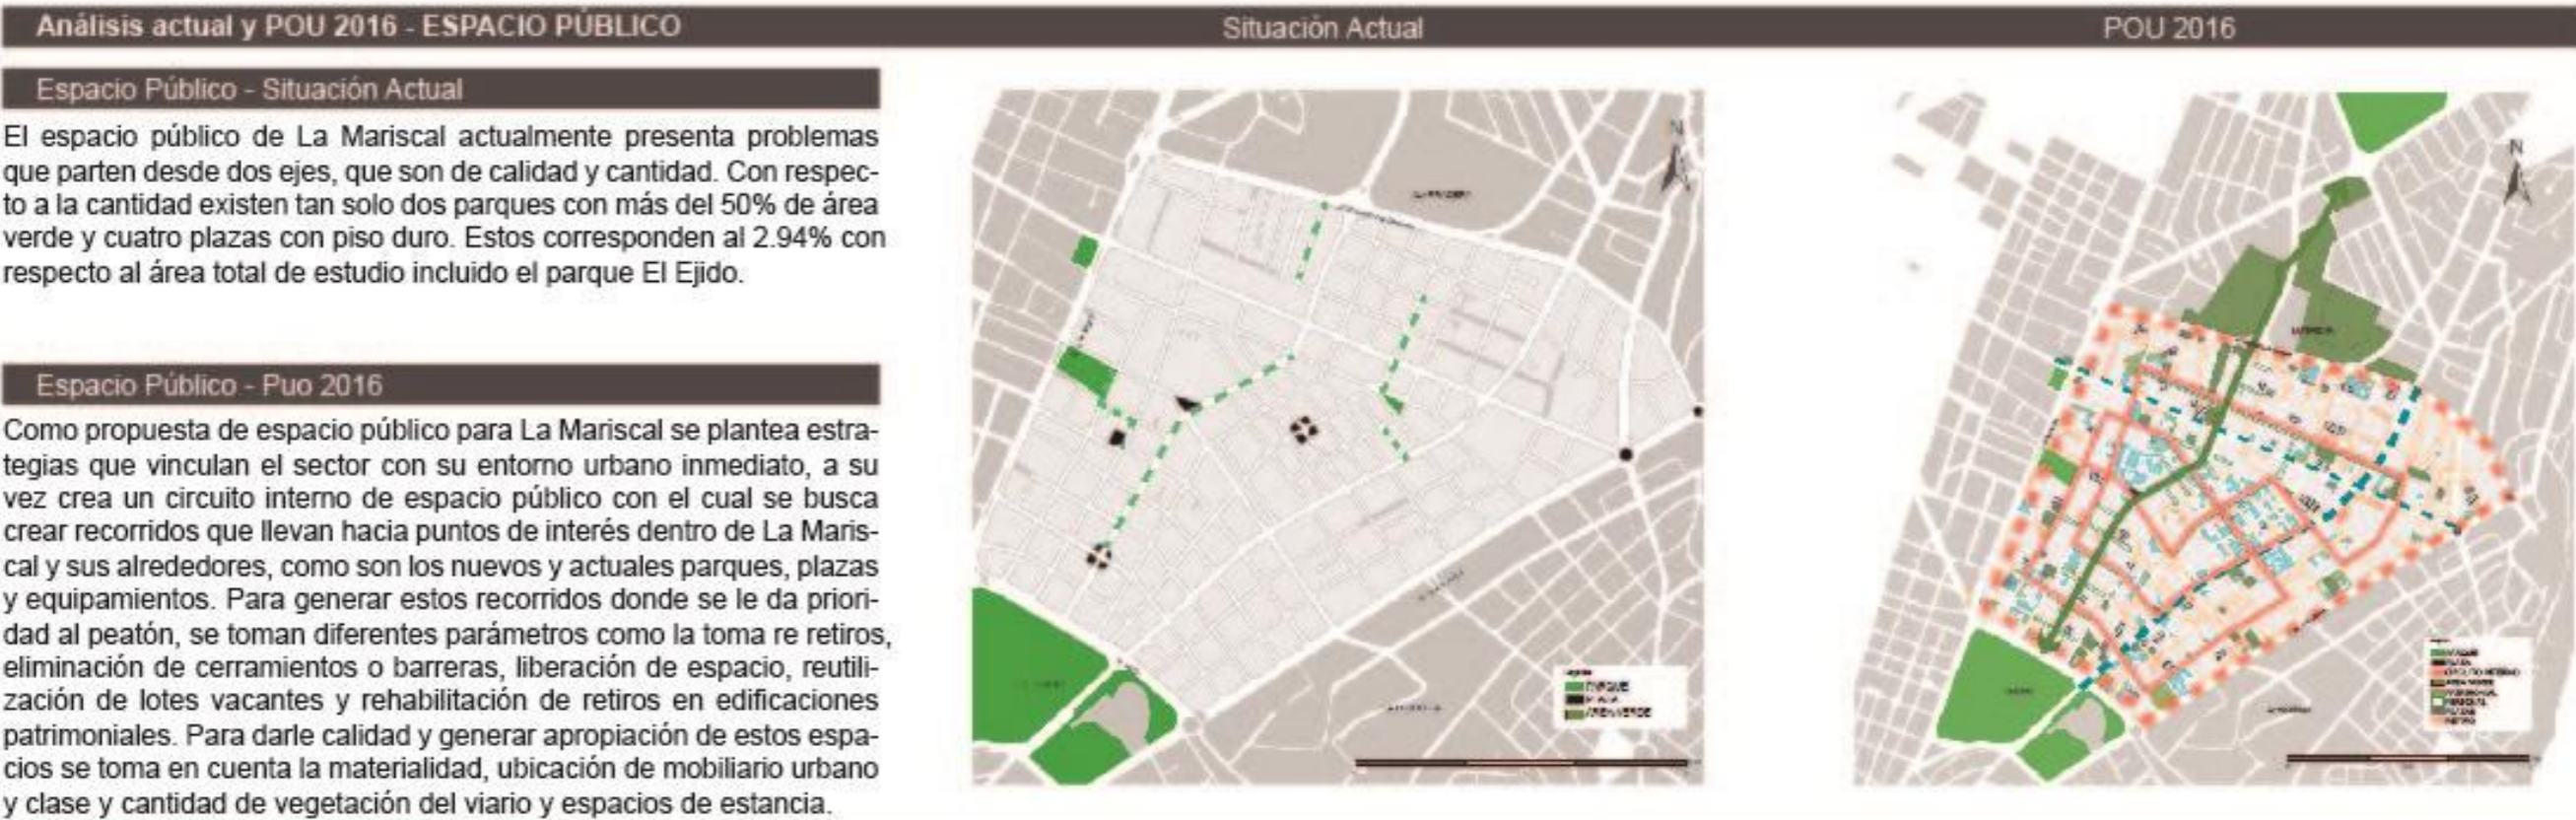 Análisis actual y POU 2016 - ESPACIO PÚBLICO
Situación Actual
POU 2016
Espacio Público - Situación Actual
El espacio público de La Mariscal actualmente presenta problemas
que parten desde dos ejes, que son de calidad y cantidad. Con respec-
to a la cantidad existen tan solo dos parques con más del 50% de área
verde y cuatro plazas con piso duro. Estos corresponden al 2.94% con
respecto al área total de estudio incluido el parque El Ejido.
Espacio Público - Puo 2016
Como propuesta de espacio público para La Mariscal se plantea estra-
tegias que vinculan el sector con su entorno urbano inmediato, a su
vez crea un circuito interno de espacio público con el cual se busca
crear recorridos que llevan hacia puntos de interés dentro de La Maris-
cal y sus alrededores, como son los nuevos y actuales parques, plazas
y equipamientos. Para generar estos recorridos donde se le da priori-
dad al peatón, se toman diferentes parámetros como la toma re retiros,
eliminación de cerramientos o barreras, liberación de espacio, reutili-
zación de lotes vacantes y rehabilitación de retiros en edificaciones
patrimoniales. Para darle calidad y generar apropiación de estos espa-
cios se toma en cuenta la materialidad, ubicación de mobiliario urbano
y clase y cantidad de vegetación del viario y espacios de estancia.
N
PARQUE
PLAZA
AREA VERDE
N
PARQUE
PLAZA
CIRCUITO INTERNO
AREA VERDE